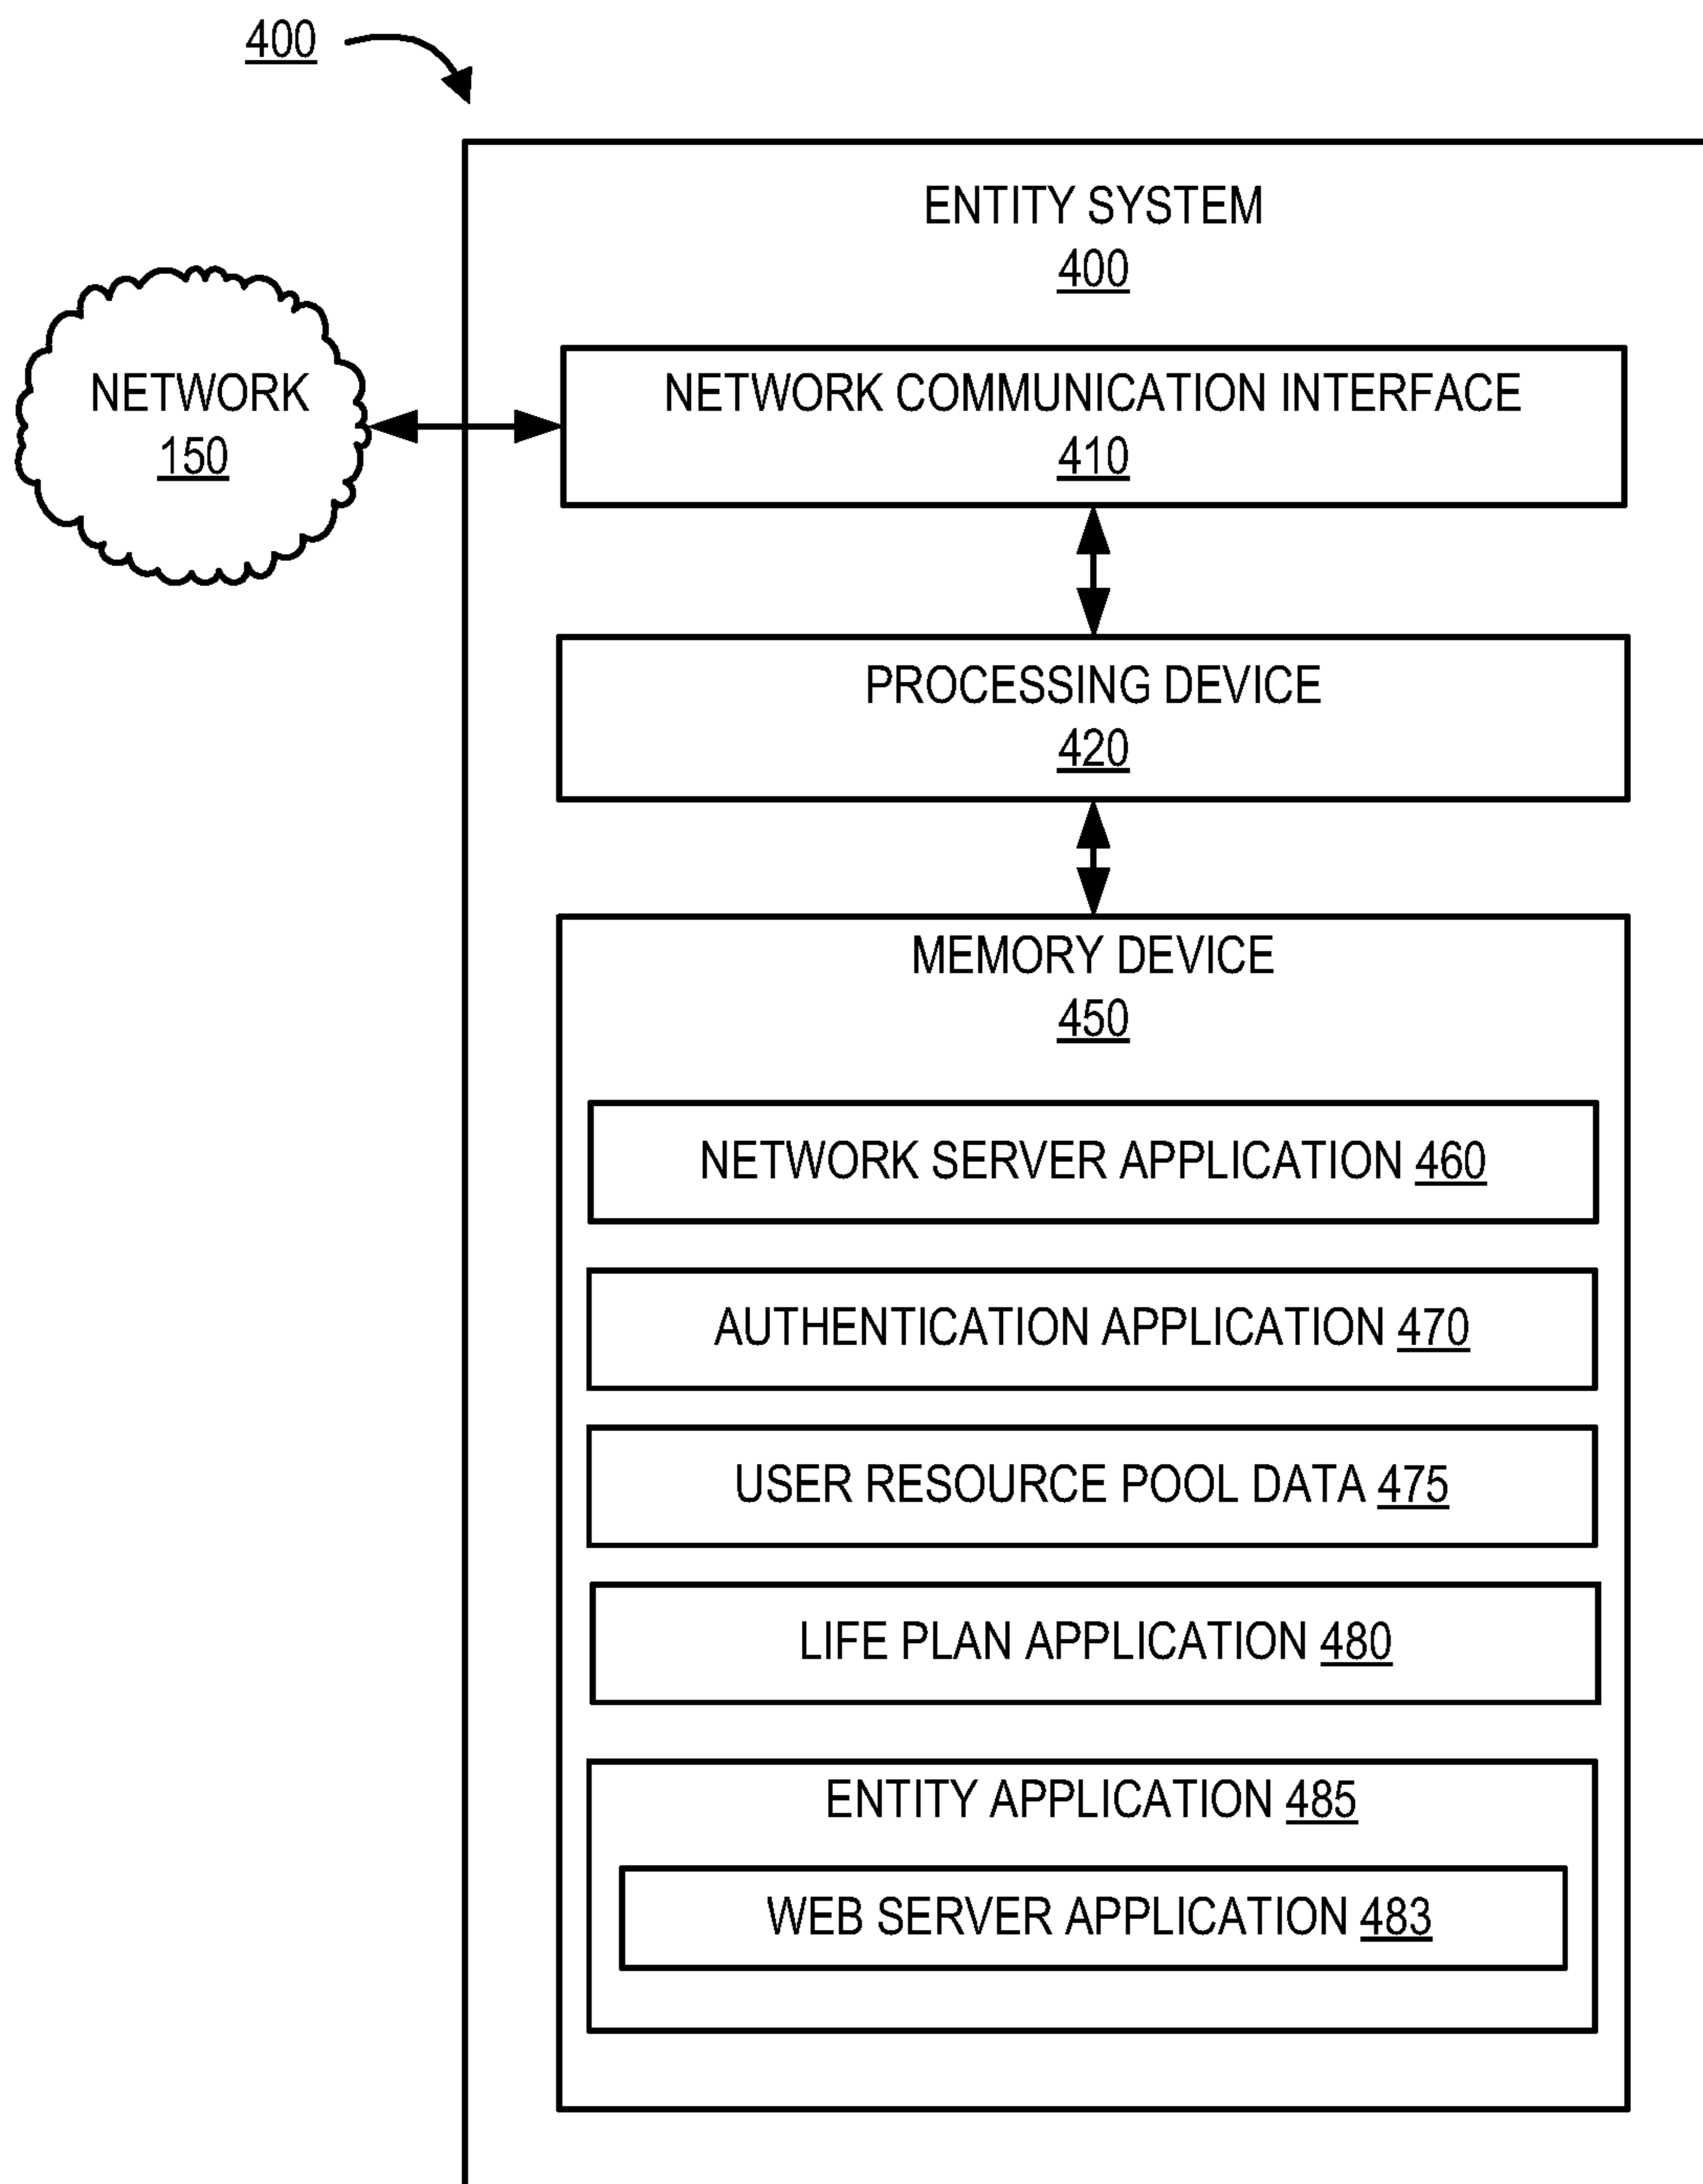 400
ENTITY SYSTEM
400
NETWORK
150
NETWORK COMMUNICATION INTERFACE
410
PROCESSING DEVICE
420
MEMORY DEVICE
450
NETWORK SERVER APPLICATION 460
AUTHENTICATION APPLICATION 470
USER RESOURCE POOL DATA 475
LIFE PLAN APPLICATION 480
ENTITY APPLICATION 485
WEB SERVER APPLICATION 483